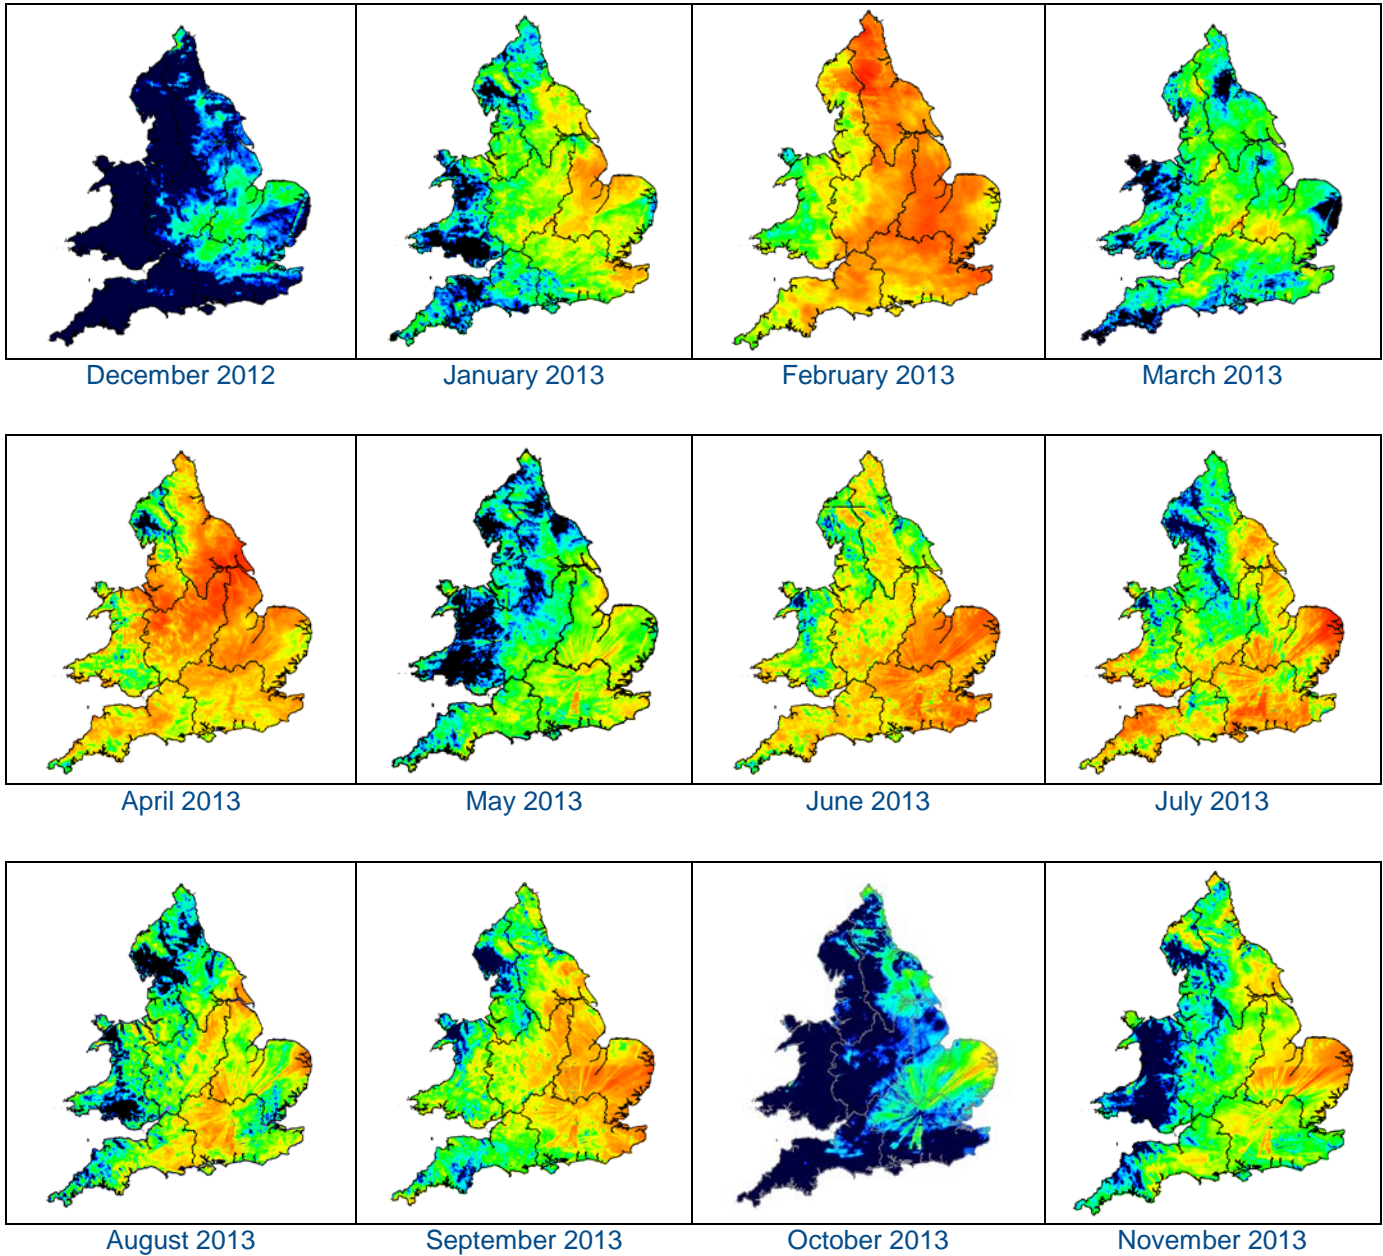 December 2012
January 2013
February 2013
March 2013
April 2013
May 2013
June 2013
July 2013
August 2013
September 2013
October 2013
November 2013